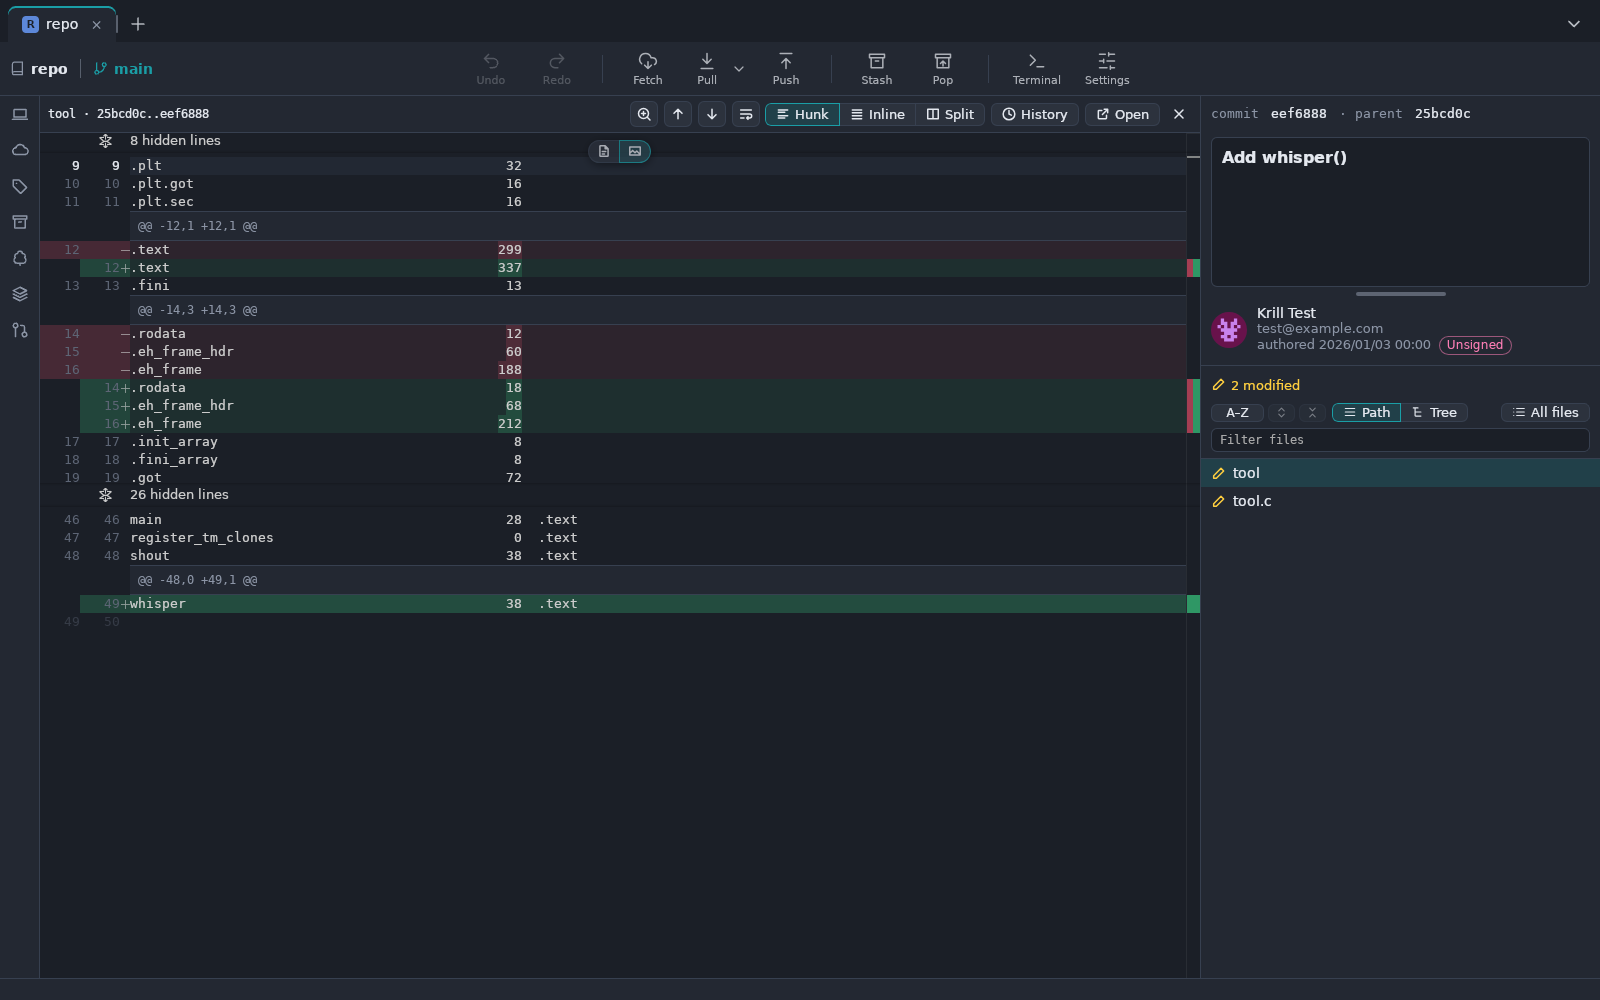 R repo
repo main
Undo Redo Fetch Pull Push Stash Pop Terminal Settings
tool · 25bcd0c..eef6888 Hunk Inline Split History Open
8 hidden lines
9 9 .plt 32
10 10 .plt.got 16
11 11 .plt.sec 16
@@ -12,1 +12,1 @@
12 −.text 299
12+.text 337
13 13 .fini 13
@@ -14,3 +14,3 @@
14 −.rodata 12
15 −.eh_frame_hdr 60
16 −.eh_frame 188
14+.rodata 18
15+.eh_frame_hdr 68
16+.eh_frame 212
17 17 .init_array 8
18 18 .fini_array 8
19 19 .got 72
26 hidden lines
46 46 main 28 .text
47 47 register_tm_clones 0 .text
48 48 shout 38 .text
@@ -48,0 +49,1 @@
49+whisper 38 .text
49 50
commit eef6888 · parent 25bcd0c
Add whisper()
Krill Test
test@example.com
authored 2026/01/03 00:00 Unsigned
2 modified
A-Z Path Tree All files
Filter files
tool
tool.c